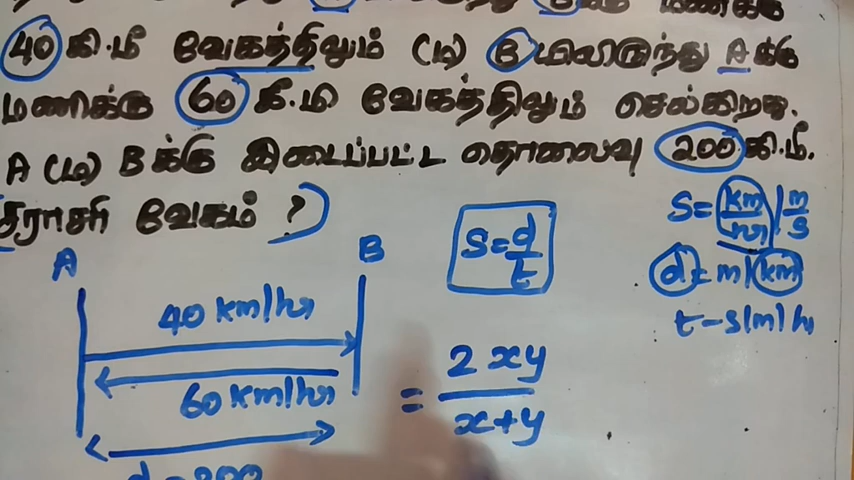 40 கி.மீ வேகத்திலும் (ம) B யிலிருந்து A க்கு
மணிக்கு 60 கி.மி வேகத்திலும் செல்கிறது.
A (ம) B க்கு இடைப்பட்ட தொலைவு 200 கி.மீ.
சராசரி வேகம் ?
S = km/hr | m/s
S = d/t
d = m | km
t - s | m | h
A B
40 km/hr
60 km/hr
= 2xy / x+y
d = 200